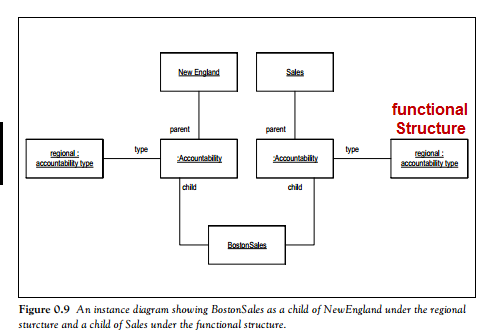 New England
Sales
functional
Structure
parent
parent
regional :
accountability type
type
:Accountability
:Accountability
type
regional :
accountability type
child
child
BostonSales
Figure 0.9 An instance diagram showing BostonSales as a child of NewEngland under the regional
sturcture and a child of Sales under the functional structure.